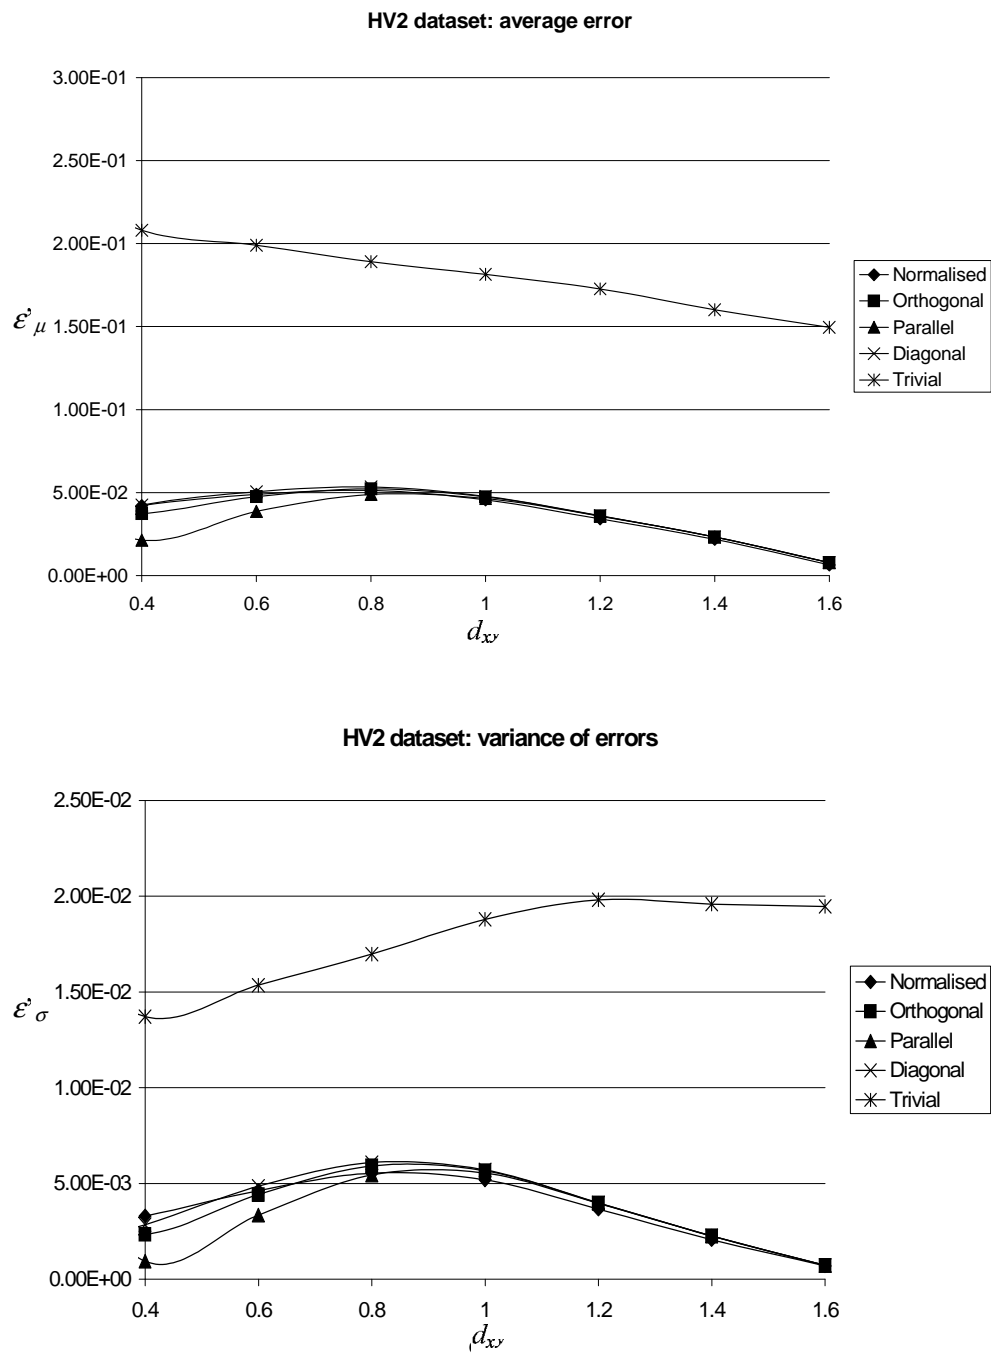 HV2 dataset: average error
3.00E-01
2.50E-01
2.00E-01
1.50E-01
1.00E-01
5.00E-02
0.00E+00
ε'μ
0.4 0.6 0.8 1 1.2 1.4 1.6
dxy
Normalised
Orthogonal
Parallel
Diagonal
Trivial
HV2 dataset: variance of errors
2.50E-02
2.00E-02
1.50E-02
1.00E-02
5.00E-03
0.00E+00
ε'σ
0.4 0.6 0.8 1 1.2 1.4 1.6
dxy
Normalised
Orthogonal
Parallel
Diagonal
Trivial